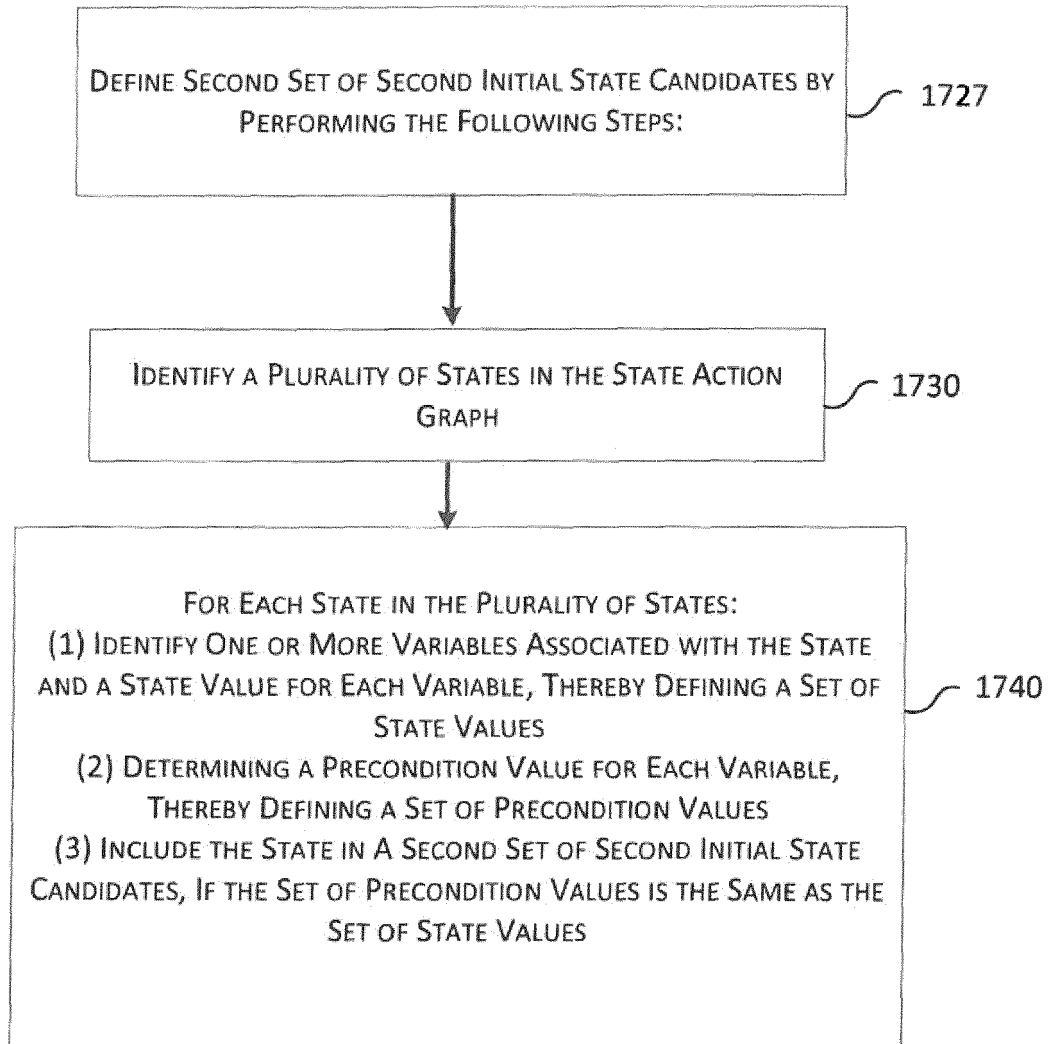 DEFINE SECOND SET OF SECOND INITIAL STATE CANDIDATES BY
PERFORMING THE FOLLOWING STEPS:
1727
IDENTIFY A PLURALITY OF STATES IN THE STATE ACTION
GRAPH
1730
FOR EACH STATE IN THE PLURALITY OF STATES:
(1) IDENTIFY ONE OR MORE VARIABLES ASSOCIATED WITH THE STATE
AND A STATE VALUE FOR EACH VARIABLE, THEREBY DEFINING A SET OF
STATE VALUES
(2) DETERMINING A PRECONDITION VALUE FOR EACH VARIABLE,
THEREBY DEFINING A SET OF PRECONDITION VALUES
(3) INCLUDE THE STATE IN A SECOND SET OF SECOND INITIAL STATE
CANDIDATES, IF THE SET OF PRECONDITION VALUES IS THE SAME AS THE
SET OF STATE VALUES
1740